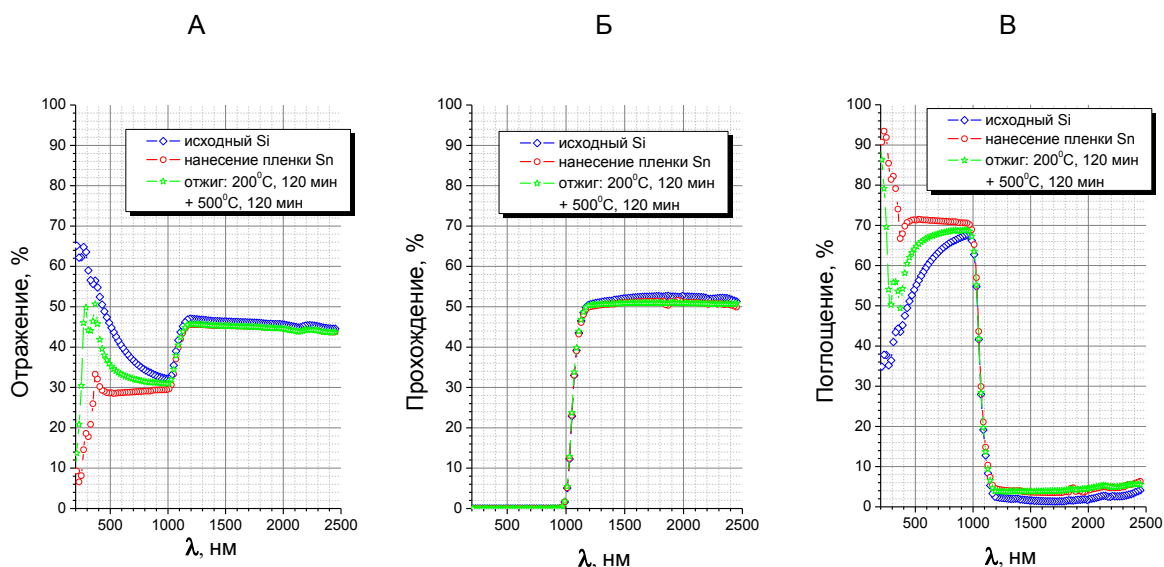 А
Б
В
Отражение, %
100
90
80
70
60
50
40
30
20
10
0
исходный Si
нанесение пленки Sn
отжиг: 200⁰C, 120 мин
+ 500⁰C, 120 мин
500
1000
1500
2000
2500
λ, нм
Прохождение, %
100
90
80
70
60
50
40
30
20
10
0
исходный Si
нанесение пленки Sn
отжиг: 200⁰C, 120 мин
+ 500⁰C, 120 мин
500
1000
1500
2000
2500
λ, нм
Поглощение, %
100
90
80
70
60
50
40
30
20
10
0
исходный Si
нанесение пленки Sn
отжиг: 200⁰C, 120 мин
+ 500⁰C, 120 мин
500
1000
1500
2000
2500
λ, нм